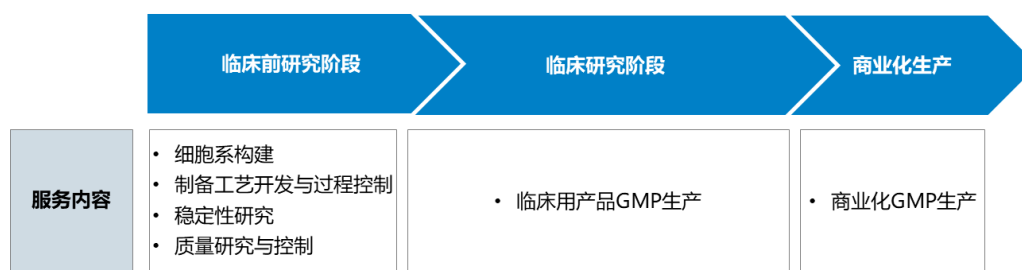 临床前研究阶段
临床研究阶段
商业化生产
服务内容
• 细胞系构建
• 制备工艺开发与过程控制
• 稳定性研究
• 质量研究与控制
• 临床用产品GMP生产
• 商业化GMP生产